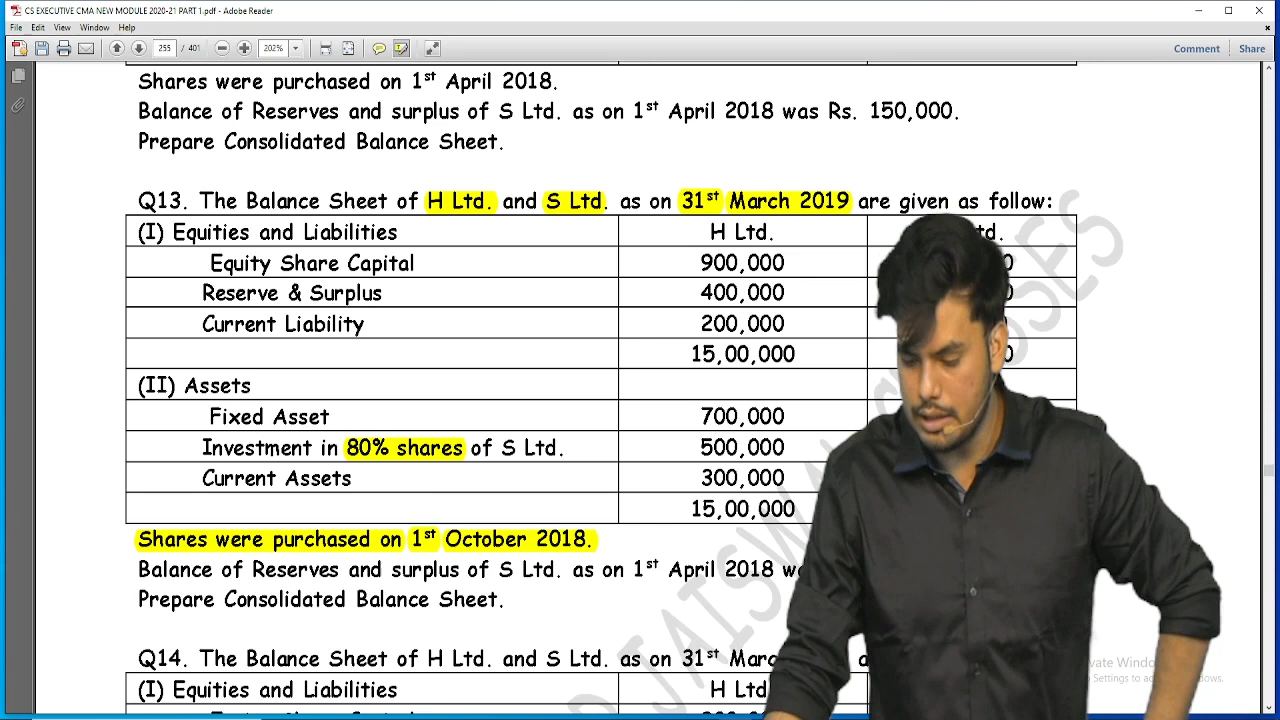 CS EXECUTIVE CMA NEW MODULE 2020-21 PART 1.pdf - Adobe Reader
File Edit View Window Help
255 / 401 202% Comment Share
Shares were purchased on 1st April 2018.
Balance of Reserves and surplus of S Ltd. as on 1st April 2018 was Rs. 150,000.
Prepare Consolidated Balance Sheet.
Q13. The Balance Sheet of H Ltd. and S Ltd. as on 31st March 2019 are given as follow:
(I) Equities and Liabilities H Ltd.
Equity Share Capital 900,000
Reserve & Surplus 400,000
Current Liability 200,000
15,00,000
(II) Assets
Fixed Asset 700,000
Investment in 80% shares of S Ltd. 500,000
Current Assets 300,000
15,00,000
Shares were purchased on 1st October 2018.
Balance of Reserves and surplus of S Ltd. as on 1st April 2018
Prepare Consolidated Balance Sheet.
Q14. The Balance Sheet of H Ltd. and S Ltd. as on 31st
(I) Equities and Liabilities H Ltd
JAISWAL CLASSES